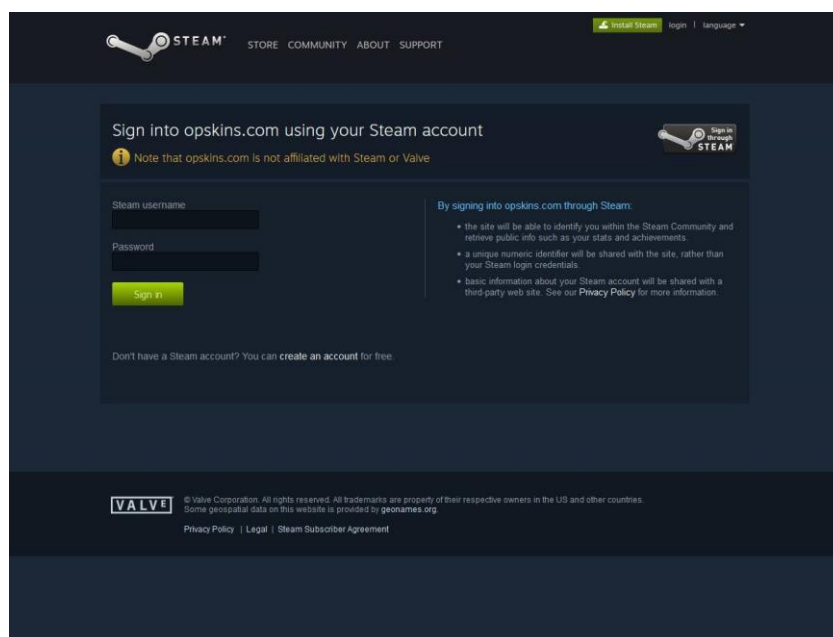 STEAM™
STORE COMMUNITY ABOUT SUPPORT
Install Steam login | language
Sign into opskins.com using your Steam account
Note that opskins.com is not affiliated with Steam or Valve
Sign in
through
STEAM
Steam username
Password
Sign in
Don't have a Steam account? You can create an account for free.
By signing into opskins.com through Steam:
• the site will be able to identify you within the Steam Community and
retrieve public info such as your stats and achievements.
• a unique numeric identifier will be shared with the site, rather than
your Steam login credentials.
• basic information about your Steam account will be shared with a
third-party web site. See our Privacy Policy for more information.
VALVE
© Valve Corporation. All rights reserved. All trademarks are property of their respective owners in the US and other countries.
Some geospatial data on this website is provided by geonames.org.
Privacy Policy | Legal | Steam Subscriber Agreement